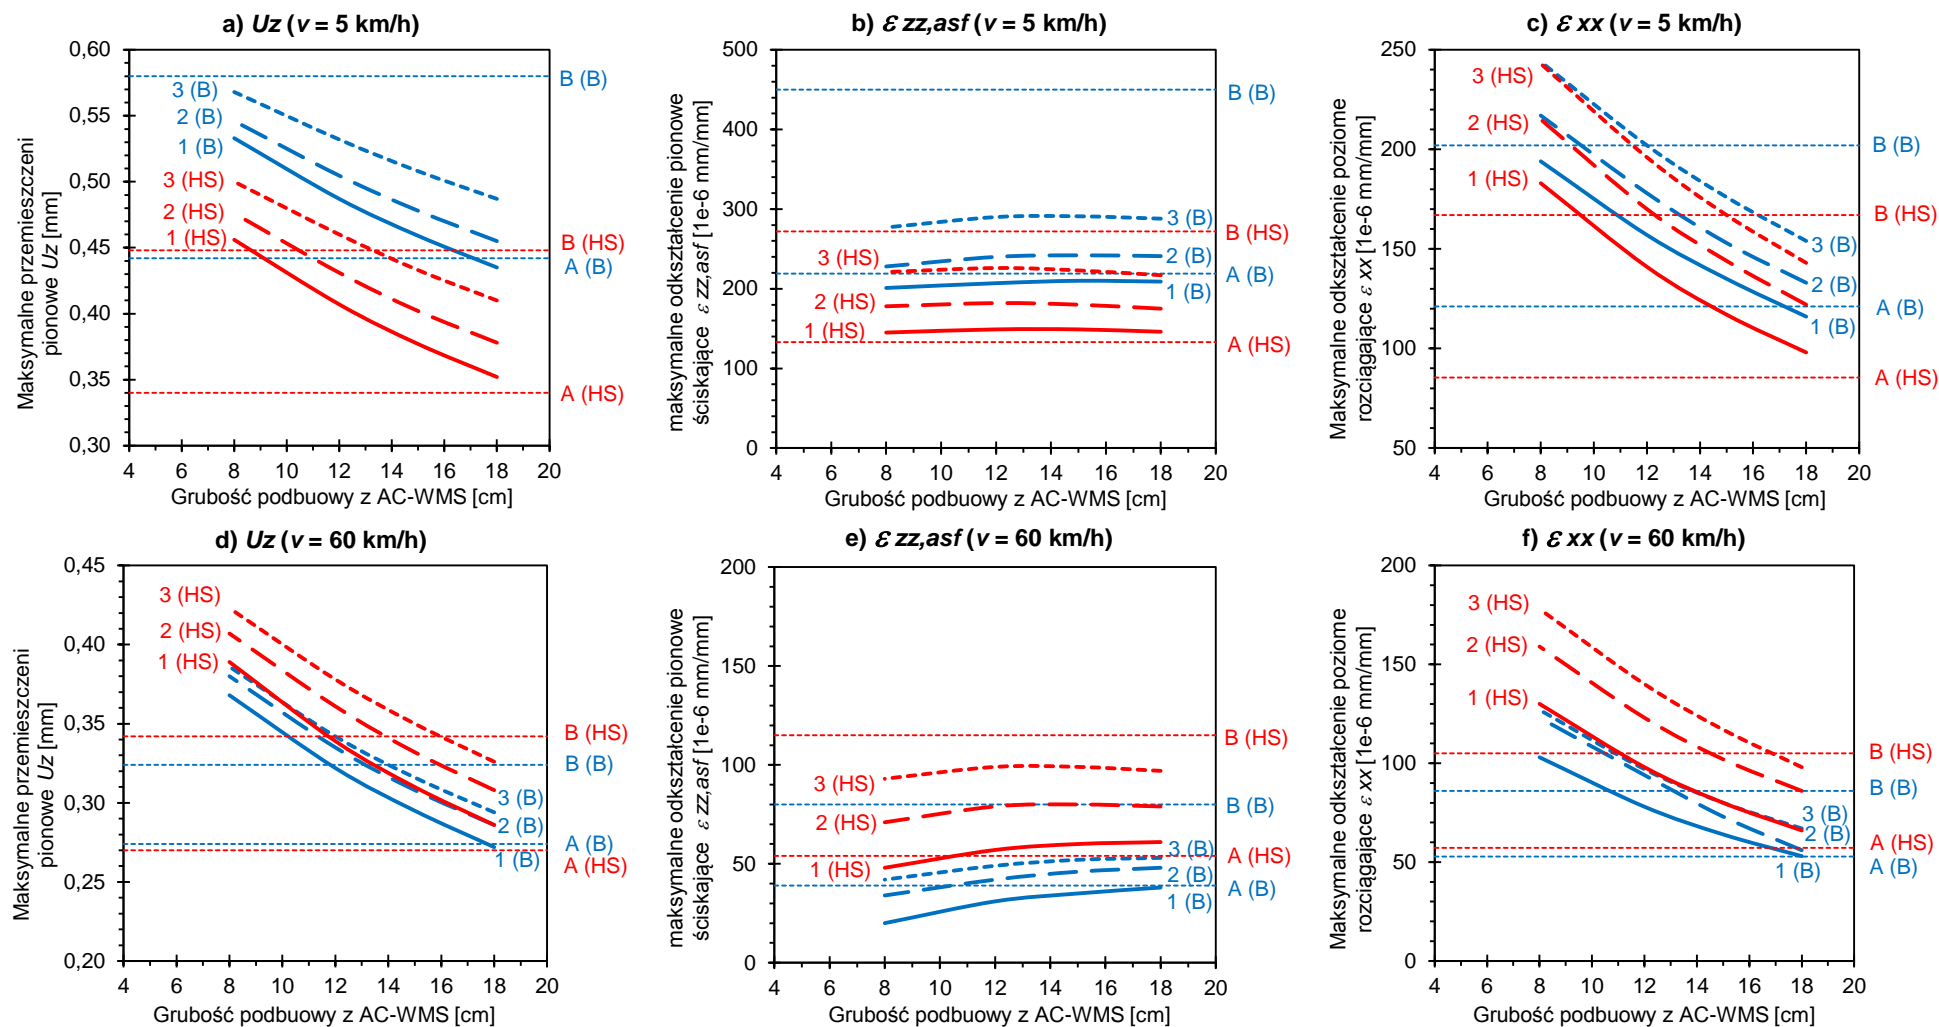 a) Uz (v = 5 km/h)
Maksymalne przemieszczeni
pionowe Uz [mm]
0,60
0,55
0,50
0,45
0,40
0,35
0,30
4 6 8 10 12 14 16 18 20
Grubość podbuowy z AC-WMS [cm]
3 (B)
2 (B)
1 (B)
3 (HS)
2 (HS)
1 (HS)
B (B)
B (HS)
A (B)
A (HS)
b) ε zz,asf (v = 5 km/h)
maksymalne odkształcenie pionowe
ściskające ε zz,asf [1e-6 mm/mm]
500
400
300
200
100
0
4 6 8 10 12 14 16 18 20
Grubość podbuowy z AC-WMS [cm]
3 (HS)
2 (HS)
1 (HS)
B (B)
3 (B)
B (HS)
2 (B)
A (B)
1 (B)
A (HS)
c) ε xx (v = 5 km/h)
Maksymalne odkształcenie poziome
rozciągające ε xx [1e-6 mm/mm]
250
200
150
100
50
4 6 8 10 12 14 16 18 20
Grubość podbuowy z AC-WMS [cm]
3 (HS)
2 (HS)
1 (HS)
B (B)
B (HS)
3 (B)
2 (B)
A (B)
1 (B)
A (HS)
d) Uz (v = 60 km/h)
Maksymalne przemieszczeni
pionowe Uz [mm]
0,45
0,40
0,35
0,30
0,25
0,20
4 6 8 10 12 14 16 18 20
Grubość podbuowy z AC-WMS [cm]
3 (HS)
2 (HS)
1 (HS)
B (HS)
B (B)
3 (B)
2 (B)
A (B)
1 (B)
A (HS)
e) ε zz,asf (v = 60 km/h)
maksymalne odkształcenie pionowe
ściskające ε zz,asf [1e-6 mm/mm]
200
150
100
50
0
4 6 8 10 12 14 16 18 20
Grubość podbuowy z AC-WMS [cm]
3 (HS)
2 (HS)
1 (HS)
B (HS)
B (B)
3 (B)
A (HS)
2 (B)
A (B)
1 (B)
f) ε xx (v = 60 km/h)
Maksymalne odkształcenie poziome
rozciągające ε xx [1e-6 mm/mm]
200
150
100
50
0
4 6 8 10 12 14 16 18 20
Grubość podbuowy z AC-WMS [cm]
3 (HS)
2 (HS)
1 (HS)
B (HS)
B (B)
3 (B)
2 (B)
A (HS)
1 (B)
A (B)